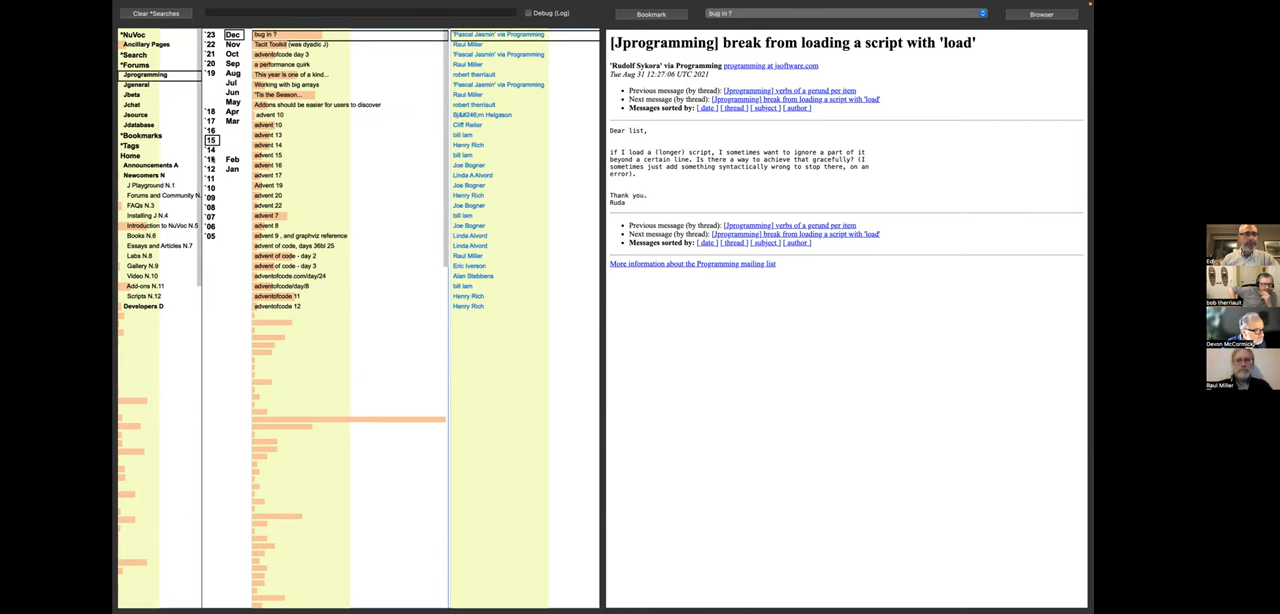 Clear *Searches
Debug (Log)
Bookmark
bug in ?
Browser
*NuVoc
Ancillary Pages
*Search
*Forums
Jprogramming
Jgeneral
Jbeta
Jchat
Jsource
Jdatabase
*Bookmarks
*Tags
Home
Announcements A
Newcomers N
J Playground N.1
Forums and Community N.
FAQs N.3
Installing J N.4
Introduction to NuVoc N.5
Books N.6
Essays and Articles N.7
Labs N.8
Gallery N.9
Video N.10
Add-ons N.11
Scripts N.12
Developers D
'23
'22
'21
'20
'19
'18
'17
'16
15
'14
'12
'11
'10
'09
'08
'07
'06
'05
Dec
Nov
Oct
Sep
Aug
Jul
Jun
May
Apr
Mar
Feb
Jan
bug in ?
Tacit Toolkit (was dyadic J)
adventofcode day 3
a performance quirk
This year is one of a kind...
Working with big arrays
'Tis the Season...
Addons should be easier for users to discover
advent 10
advent 10
advent 13
advent 14
advent 15
advent 16
advent 17
Advent 19
advent 20
advent 22
advent 7
advent 8
advent 9 , and graphviz reference
advent of code, days 36bl 25
advent of code - day 2
advent of code - day 3
adventofcode.com/day/24
adventofcode/day/8
adventofcode 11
adventofcode 12
'Pascal Jasmin' via Programming
Raul Miller
'Pascal Jasmin' via Programming
Raul Miller
robert therriault
'Pascal Jasmin' via Programming
Raul Miller
robert therriault
Bj&#246;rn Helgason
Cliff Reiter
bill lam
Henry Rich
bill lam
Joe Bogner
Linda A Alvord
Joe Bogner
Henry Rich
Joe Bogner
bill lam
Joe Bogner
Linda Alvord
Linda Alvord
Raul Miller
Eric Iverson
Alan Stebbens
bill lam
Henry Rich
Henry Rich
[Jprogramming] break from loading a script with 'load'
'Rudolf Sykora' via Programming programming at jsoftware.com
Tue Aug 31 12:27:06 UTC 2021
Previous message (by thread): [Jprogramming] verbs of a gerund per item
Next message (by thread): [Jprogramming] break from loading a script with 'load'
Messages sorted by: [ date ] [ thread ] [ subject ] [ author ]
Dear list,
if I load a (longer) script, I sometimes want to ignore a part of it
beyond a certain line. Is there a way to achieve that gracefully? (I
sometimes just add something syntactically wrong to stop there, on an
error).
Thank you.
Ruda
Previous message (by thread): [Jprogramming] verbs of a gerund per item
Next message (by thread): [Jprogramming] break from loading a script with 'load'
Messages sorted by: [ date ] [ thread ] [ subject ] [ author ]
More information about the Programming mailing list
bob therriault
Devon McCormick
Raul Miller